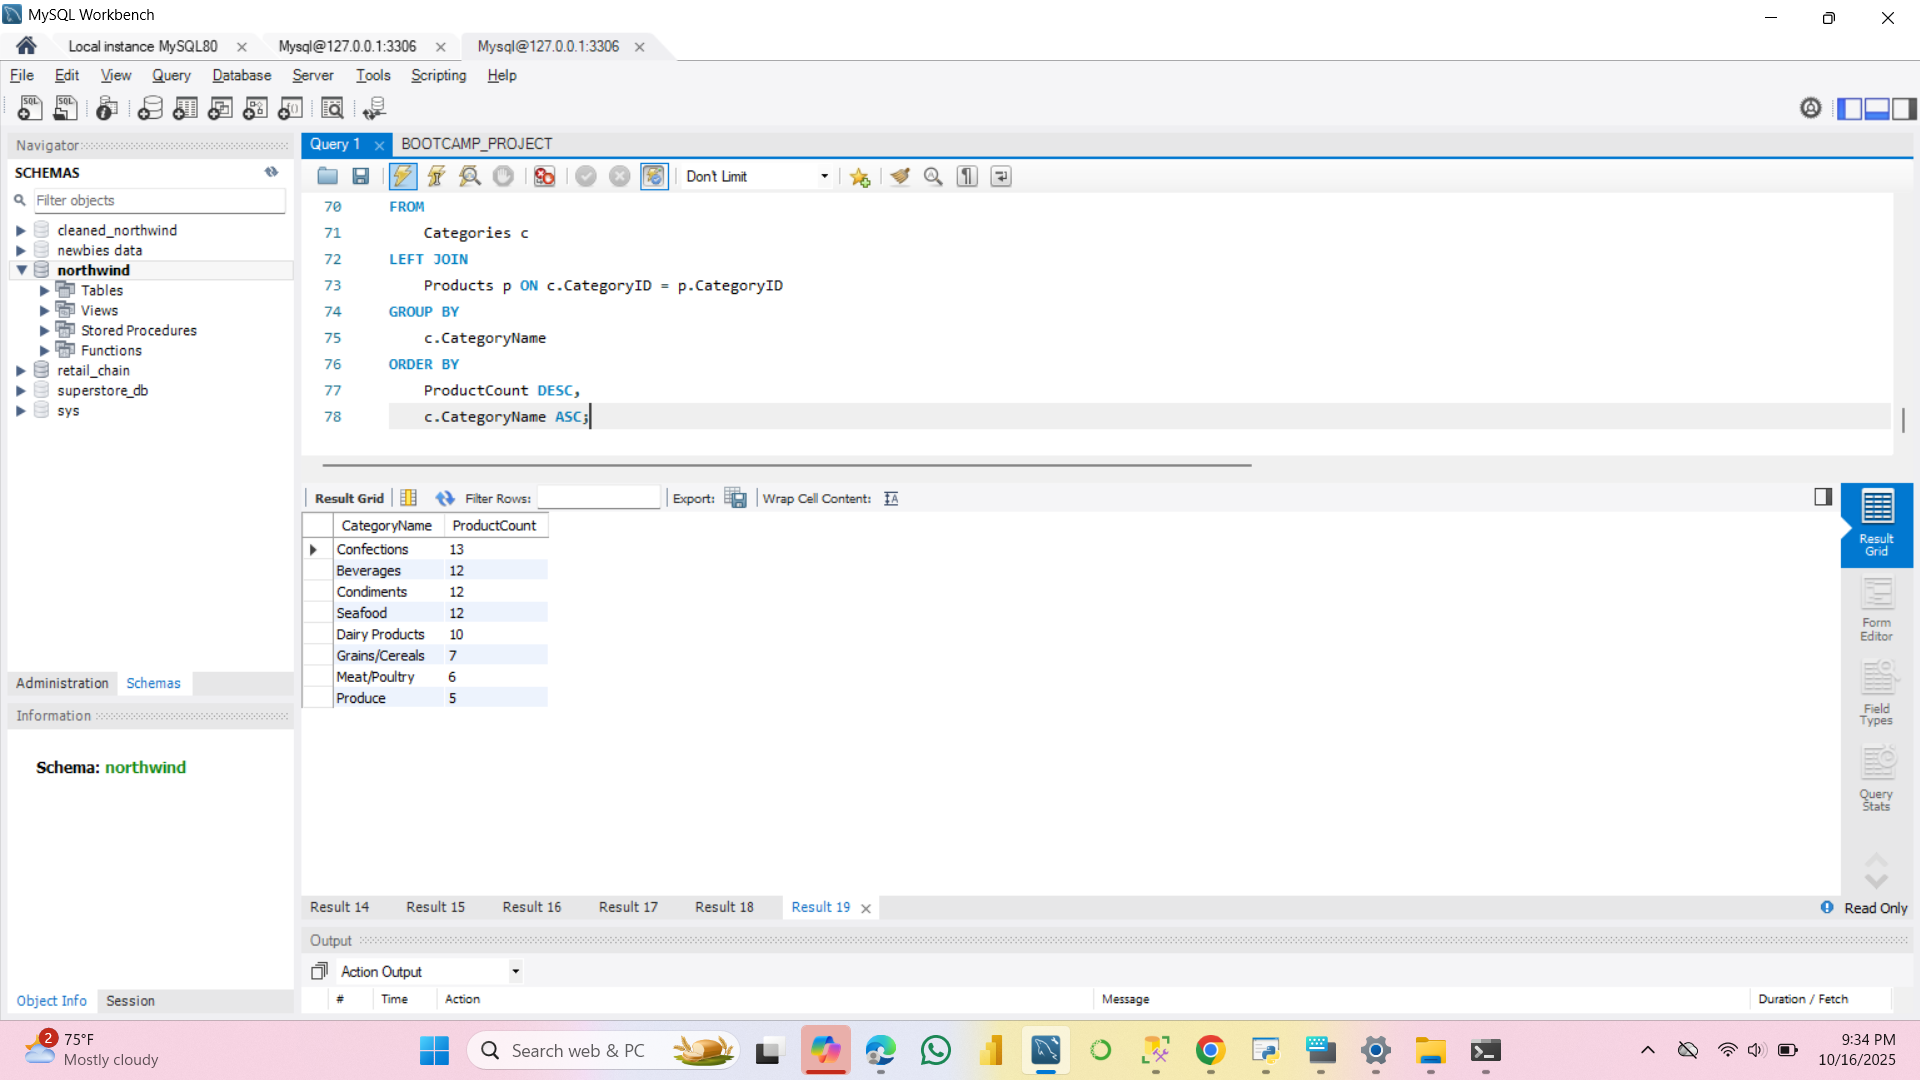 MySQL Workbench
Local instance MySQL80
Mysql@127.0.0.1:3306
Mysql@127.0.0.1:3306
File Edit View Query Database Server Tools Scripting Help
Navigator
SCHEMAS
Filter objects
cleaned_northwind
newbies data
northwind
Tables
Views
Stored Procedures
Functions
retail_chain
superstore_db
sys
Administration Schemas
Information
Schema: northwind
Object Info Session
Query 1
BOOTCAMP_PROJECT
Don't Limit
70 FROM
71 Categories c
72 LEFT JOIN
73 Products p ON c.CategoryID = p.CategoryID
74 GROUP BY
75 c.CategoryName
76 ORDER BY
77 ProductCount DESC,
78 c.CategoryName ASC;
Result Grid Filter Rows: Export: Wrap Cell Content:
CategoryName ProductCount
Confections 13
Beverages 12
Condiments 12
Seafood 12
Dairy Products 10
Grains/Cereals 7
Meat/Poultry 6
Produce 5
Result
Grid
Form
Editor
Field
Types
Query
Stats
Result 14 Result 15 Result 16 Result 17 Result 18 Result 19
Read Only
Output
Action Output
# Time Action Message Duration / Fetch
2
75°F
Mostly cloudy
Search web & PC
9:34 PM
10/16/2025